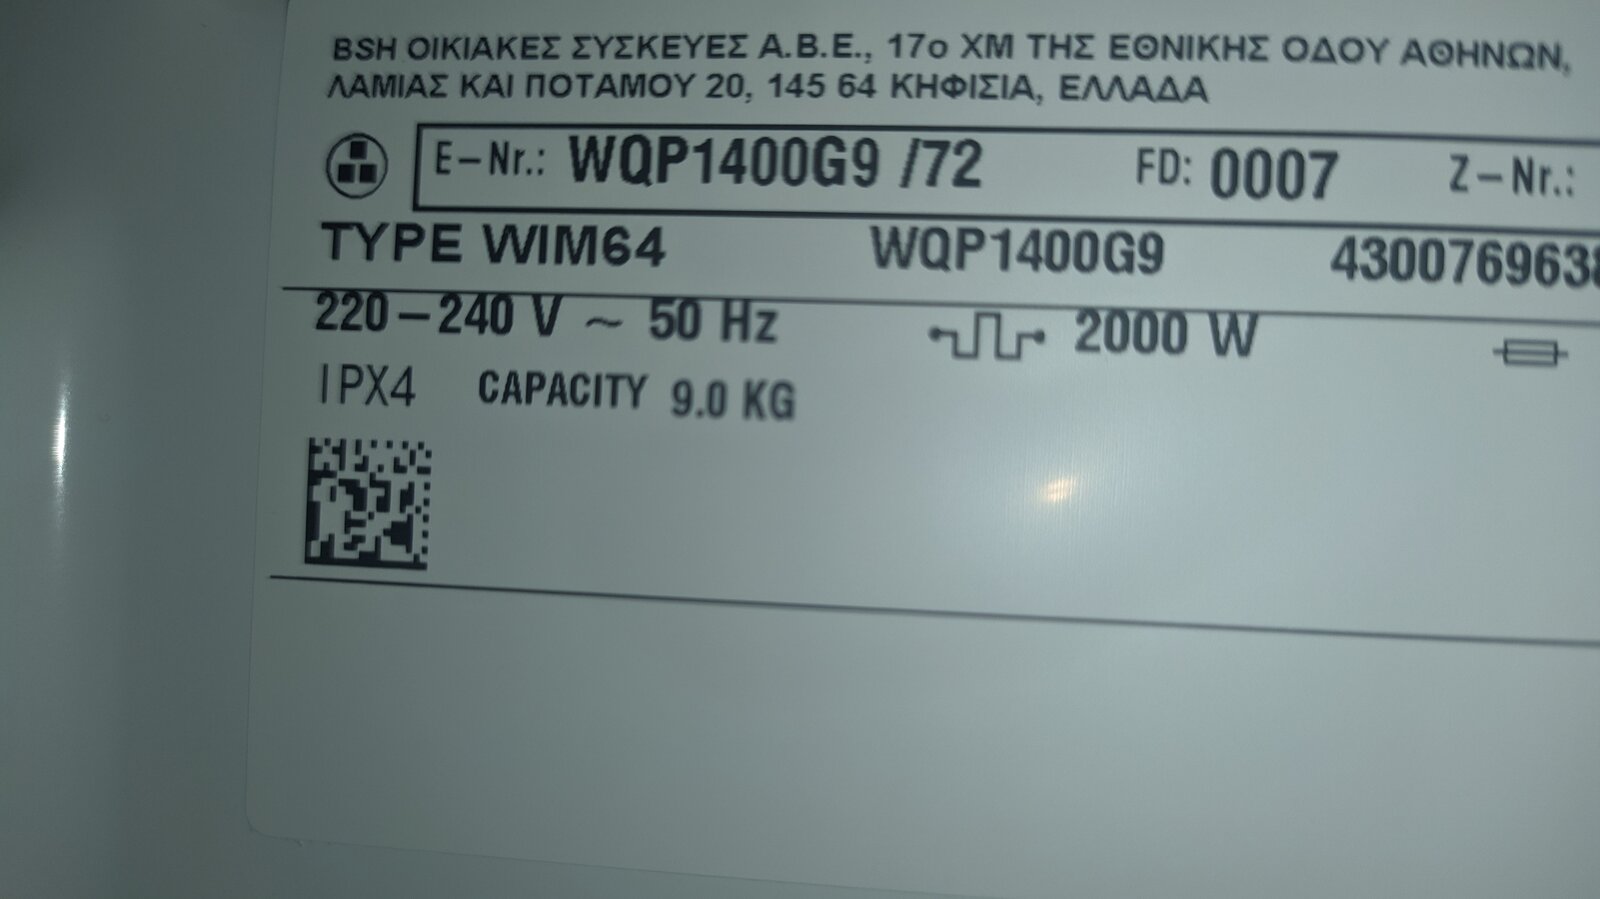 BSH ΟΙΚΙΑΚΕΣ ΣΥΣΚΕΥΕΣ Α.Β.Ε., 17ο ΧΜ ΤΗΣ ΕΘΝΙΚΗΣ ΟΔΟΥ ΑΘΗΝΩΝ,
ΛΑΜΙΑΣ ΚΑΙ ΠΟΤΑΜΟΥ 20, 145 64 ΚΗΦΙΣΙΑ, ΕΛΛΑΔΑ
E-Nr.: WQP1400G9 /72 FD: 0007 Z-Nr.:
TYPE WIM64 WQP1400G9 4300769638
220-240 V ~ 50 Hz 2000 W
IPX4 CAPACITY 9.0 KG